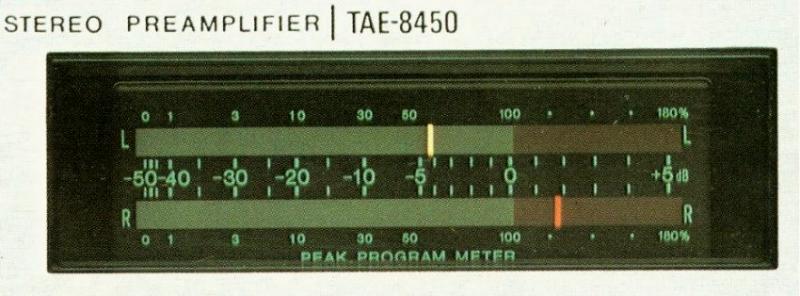 STEREO PREAMPLIFIER | TAE-8450
0 1 3 10 30 50 100 180%
L L
-50 -40 -30 -20 -10 -5 0 +5 dB
R R
0 1 3 10 30 50 100 180%
PEAK PROGRAM METER